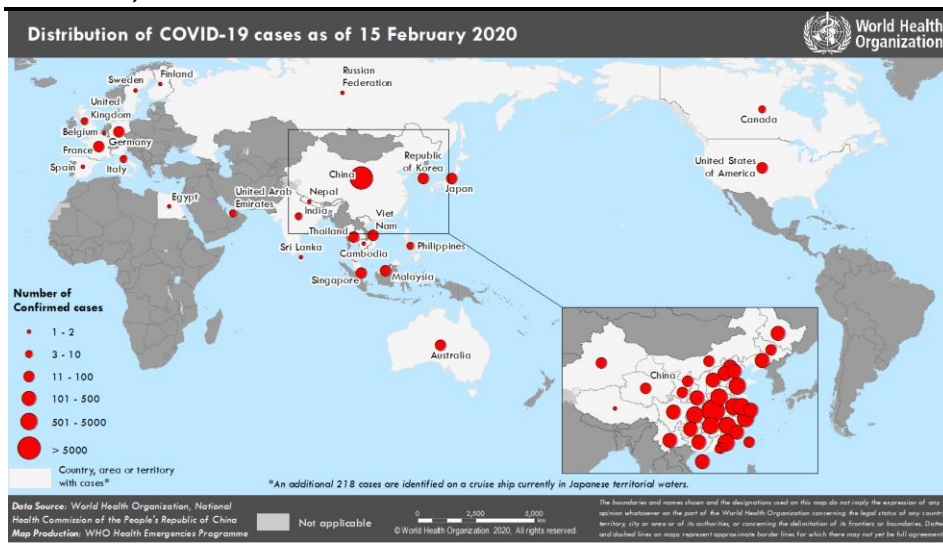 Distribution of COVID-19 cases as of 15 February 2020
World Health
Organization
Sweden
Finland
Russian
Federation
United
Kingdom
Belgium
Germany
France
Spain
Italy
Canada
United States
of America
China
Republic
of Korea
Japan
Egypt
United Arab
Emirates
Nepal
India
Viet
Nam
Thailand
Philippines
Sri Lanka
Cambodia
Singapore
Malaysia
Australia
China
Number of
Confirmed cases
1 - 2
3 - 10
11 - 100
101 - 500
501 - 5000
> 5000
Country, area or territory
with cases*
*An additional 218 cases are identified on a cruise ship currently in Japanese territorial waters.
Data Source: World Health Organization, National
Health Commission of the People's Republic of China
Map Production: WHO Health Emergencies Programme
Not applicable
0 2,500 5,000
km
© World Health Organization 2020, All rights reserved.
The boundaries and names shown and the designations used on this map do not imply the expression of any
opinion whatsoever on the part of the World Health Organization concerning the legal status of any country,
territory, city or area or of its authorities, or concerning the delimitation of its frontiers or boundaries. Dotted
and dashed lines on maps represent approximate border lines for which there may not yet be full agreement.